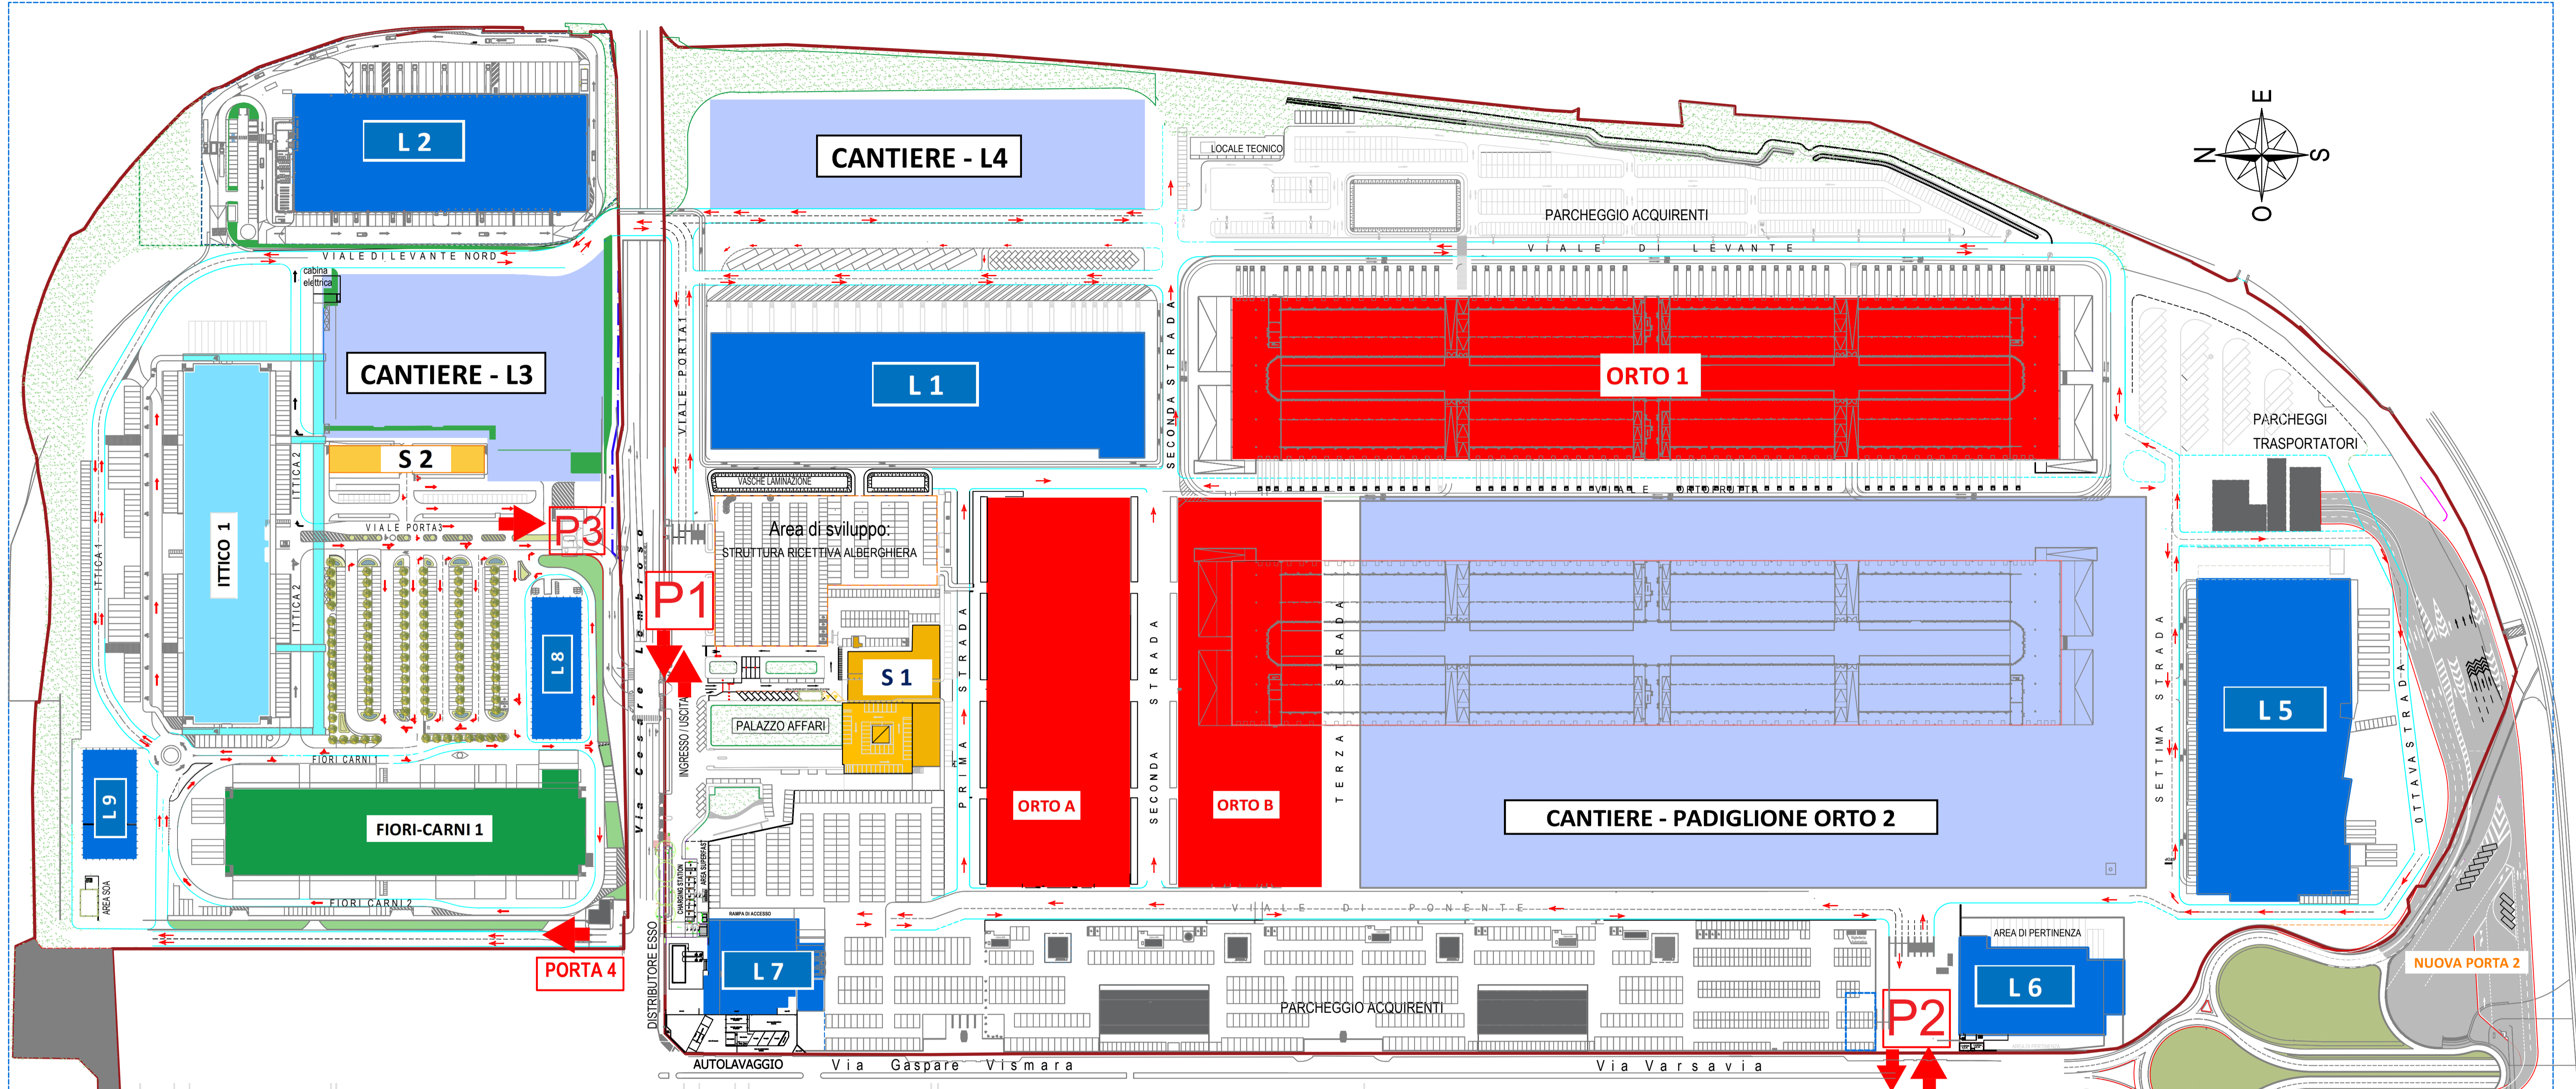 L 2
CANTIERE - L4
E
N
S
O
LOCALE TECNICO
PARCHEGGIO ACQUIRENTI
VIALE DI LEVANTE
VIALE DI LEVANTE NORD
cabina
elettrica
CANTIERE - L3
VIALE PORTA 1
L 1
SECONDA STRADA
ORTO 1
PARCHEGGI
TRASPORTATORI
S 2
ITTICA 2
VASCHE LAMINAZIONE
VIALE ORTOFRUTTA
VIALE PORTA3
P3
Area di sviluppo:
STRUTTURA RICETTIVA ALBERGHIERA
ITTICO 1
ITTICA 1
ITTICA 2
Via Cesare Lombroso
P1
L 8
S 1
PRIMA STRADA
SECONDA STRADA
TERZA STRADA
SETTIMA STRADA
OTTAVA STRADA
L 5
INGRESSO / USCITA
PALAZZO AFFARI
FIORI CARNI 1
L 9
FIORI-CARNI 1
ORTO A
ORTO B
CANTIERE - PADIGLIONE ORTO 2
AREA SOA
FIORI CARNI 2
CHARGING STATION
AREA SUPERFAST
RAMPA DI ACCESSO
VIALE DI PONENTE
AREA DI PERTINENZA
PORTA 4
DISTRIBUTORE ESSO
L 7
NUOVA PORTA 2
L 6
PARCHEGGIO ACQUIRENTI
P2
AREA DI PERTINENZA
AUTOLAVAGGIO
Via Gaspare Vismara
Via Varsavia